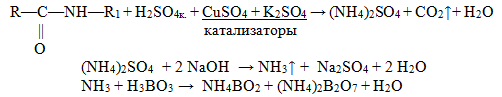 R—C—NH—R1 + H2SO4к. + CuSO4 + K2SO4 → (NH4)2SO4 + CO2↑ + H2O
||
O
катализаторы
(NH4)2SO4 → + 2 NaOH → NH3↑ + Na2SO4 + 2 H2O
NH3 + H3BO3 → NH4BO2 + (NH4)2B2O7 + H2O